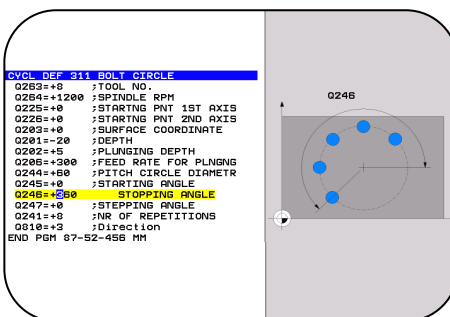 CYCL DEF 311 BOLT CIRCLE
Q263=+8 ;TOOL NO.
Q264=+1200 ;SPINDLE RPM
Q225=+0 ;STARTNG PNT 1ST AXIS
Q226=+0 ;STARTNG PNT 2ND AXIS
Q203=+0 ;SURFACE COORDINATE
Q201=-20 ;DEPTH
Q202=+5 ;PLUNGING DEPTH
Q206=+300 ;FEED RATE FOR PLNGNG
Q244=+60 ;PITCH CIRCLE DIAMETR
Q245=+0 ;STARTING ANGLE
Q246=+360 STOPPING ANGLE
Q247=+0 ;STEPPING ANGLE
Q241=+8 ;NR OF REPETITIONS
Q810=+3 ;Direction
END PGM 87-52-456 MM
Q246